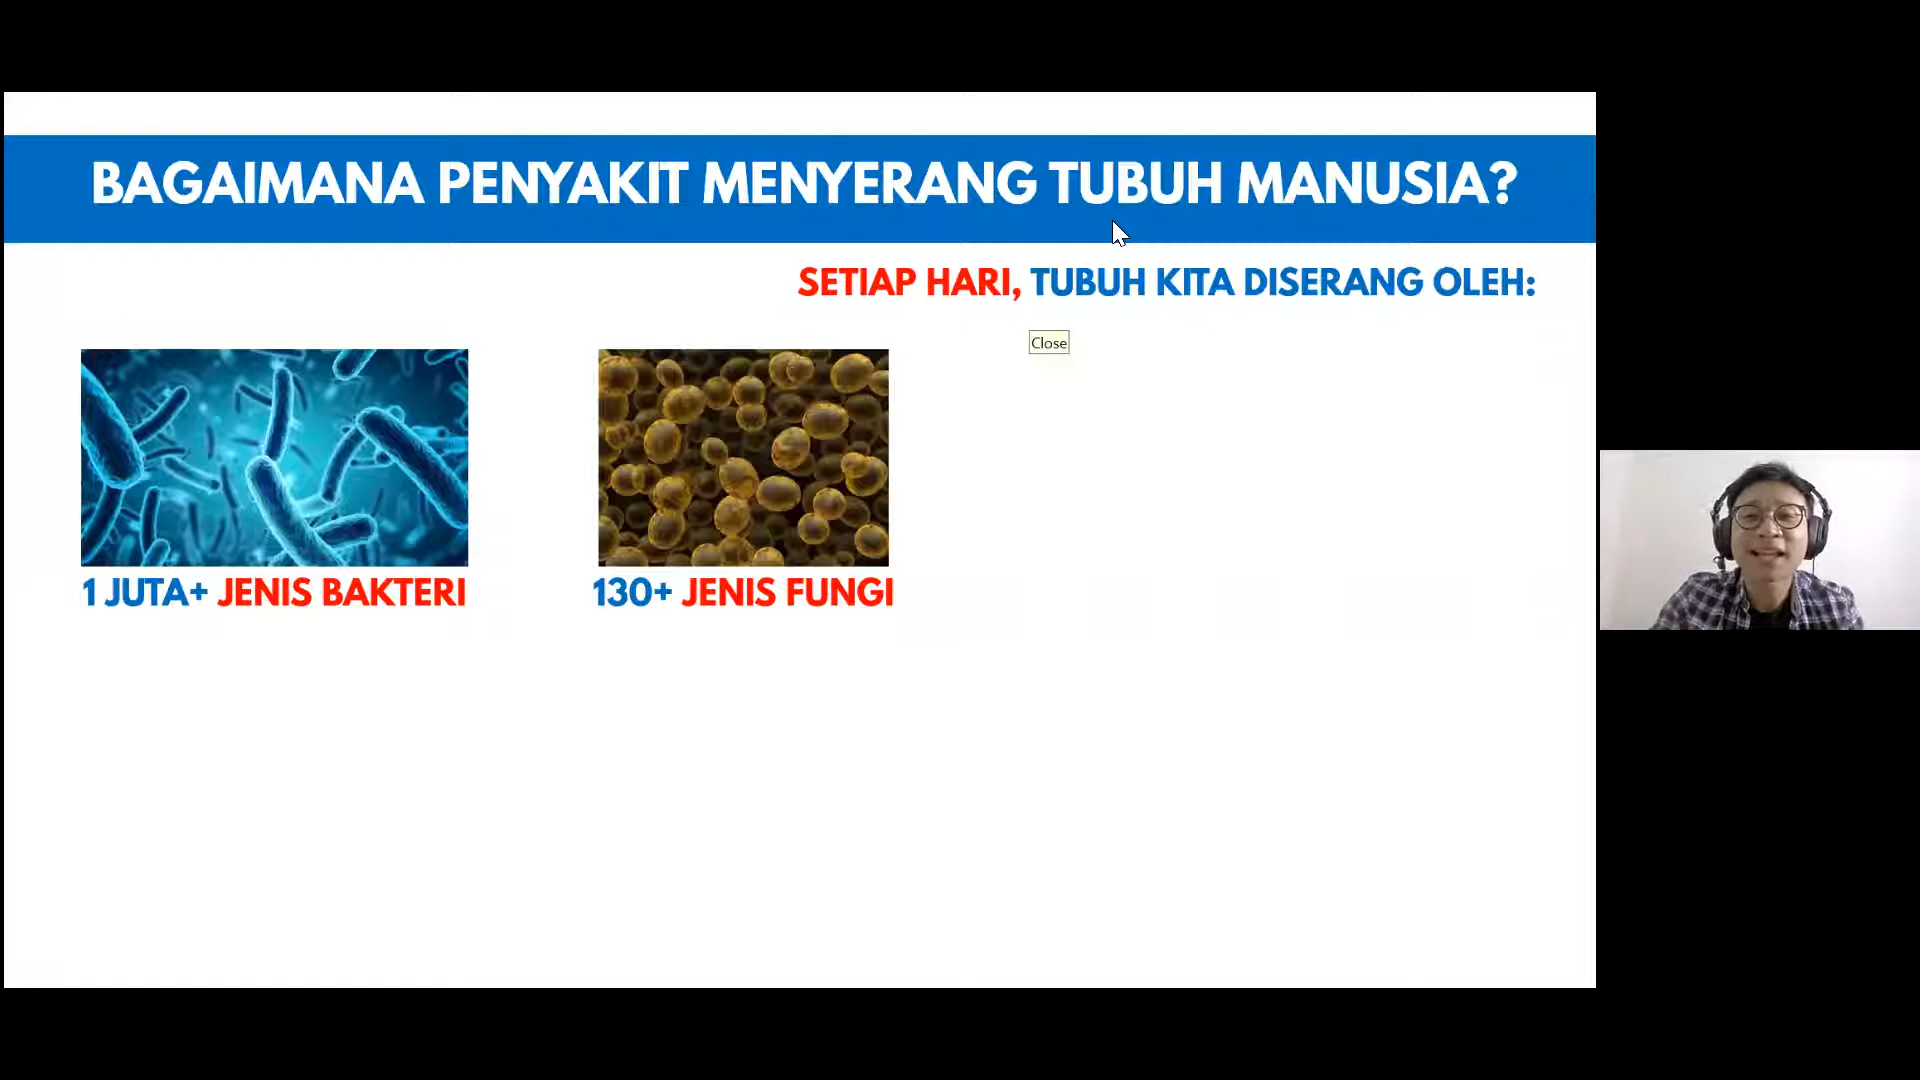 BAGAIMANA PENYAKIT MENYERANG TUBUH MANUSIA?
SETIAP HARI, TUBUH KITA DISERANG OLEH:
Close
1 JUTA+ JENIS BAKTERI
130+ JENIS FUNGI